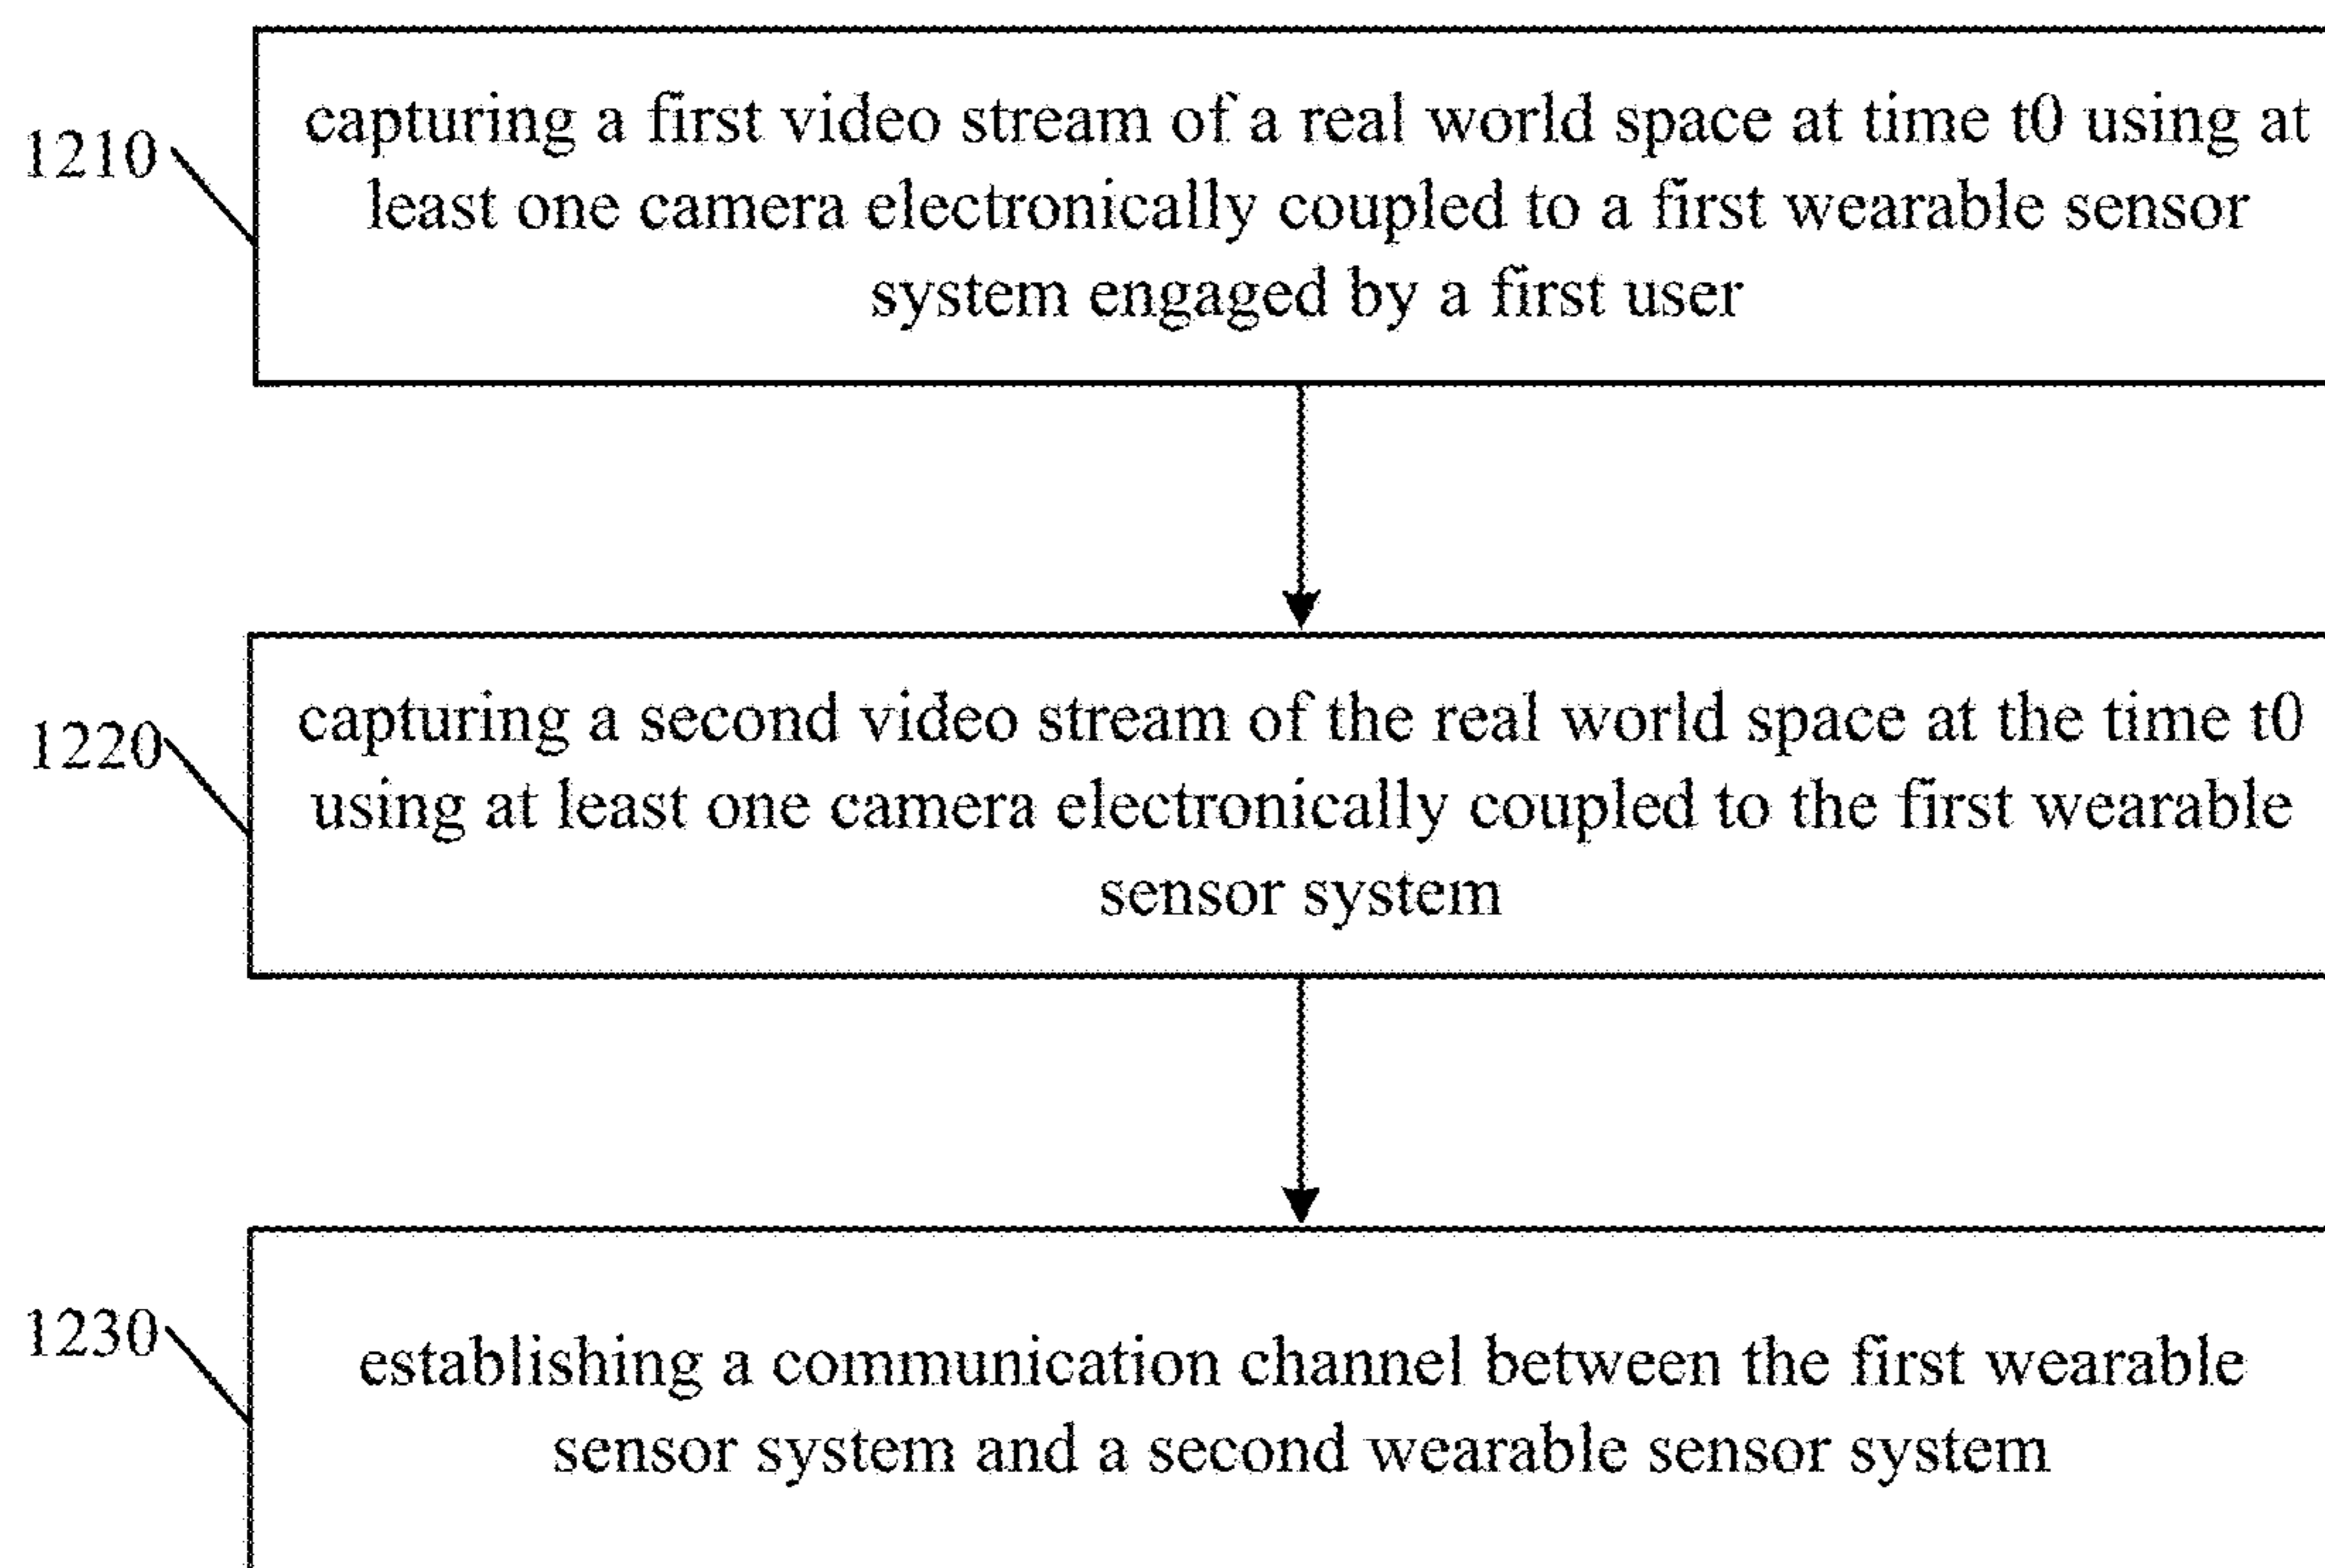 1210
capturing a first video stream of a real world space at time t0 using at
least one camera electronically coupled to a first wearable sensor
system engaged by a first user
1220
capturing a second video stream of the real world space at the time t0
using at least one camera electronically coupled to the first wearable
sensor system
1230
establishing a communication channel between the first wearable
sensor system and a second wearable sensor system